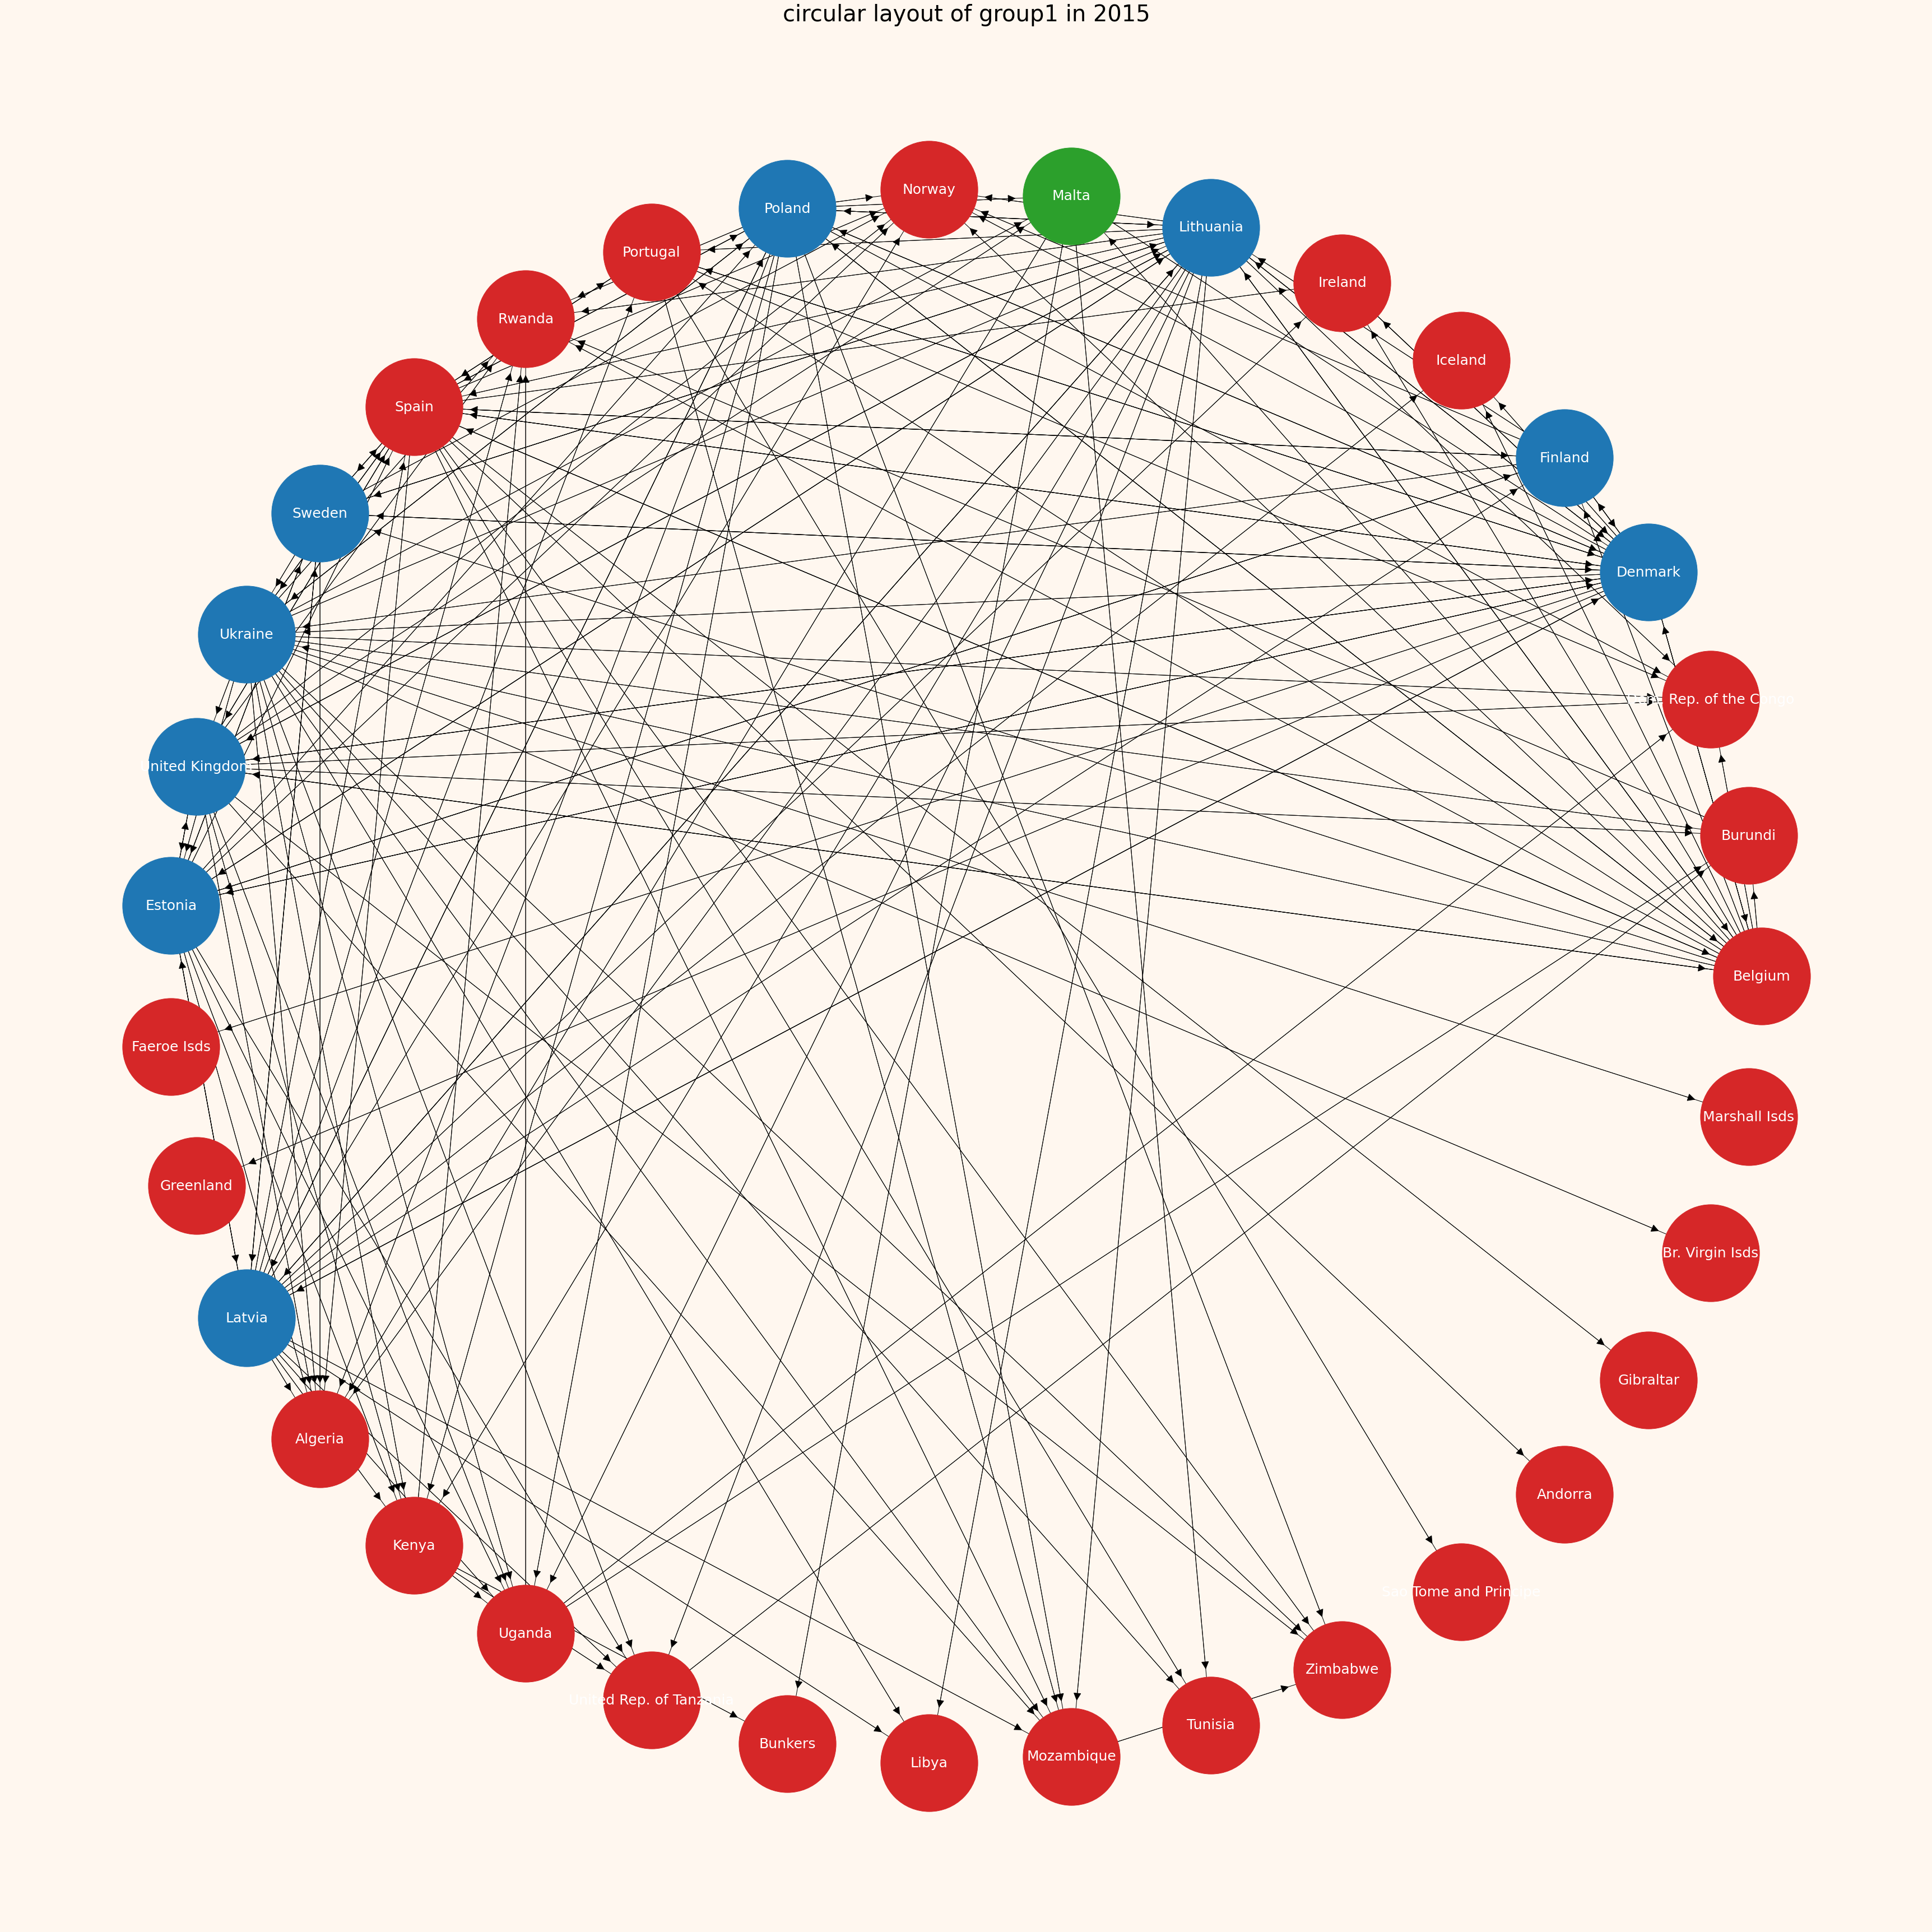 circular layout of group1 in 2015
Norway
Malta
Poland
Lithuania
Portugal
Ireland
Rwanda
Iceland
Spain
Finland
Sweden
Denmark
Ukraine
Rep. of the Congo
United Kingdom
Burundi
Estonia
Belgium
Faeroe Isds
Marshall Isds
Greenland
Br. Virgin Isds
Latvia
Gibraltar
Algeria
Andorra
Kenya
Tome and Principe
Uganda
Zimbabwe
United Rep. of Tanzania
Tunisia
Bunkers
Mozambique
Libya